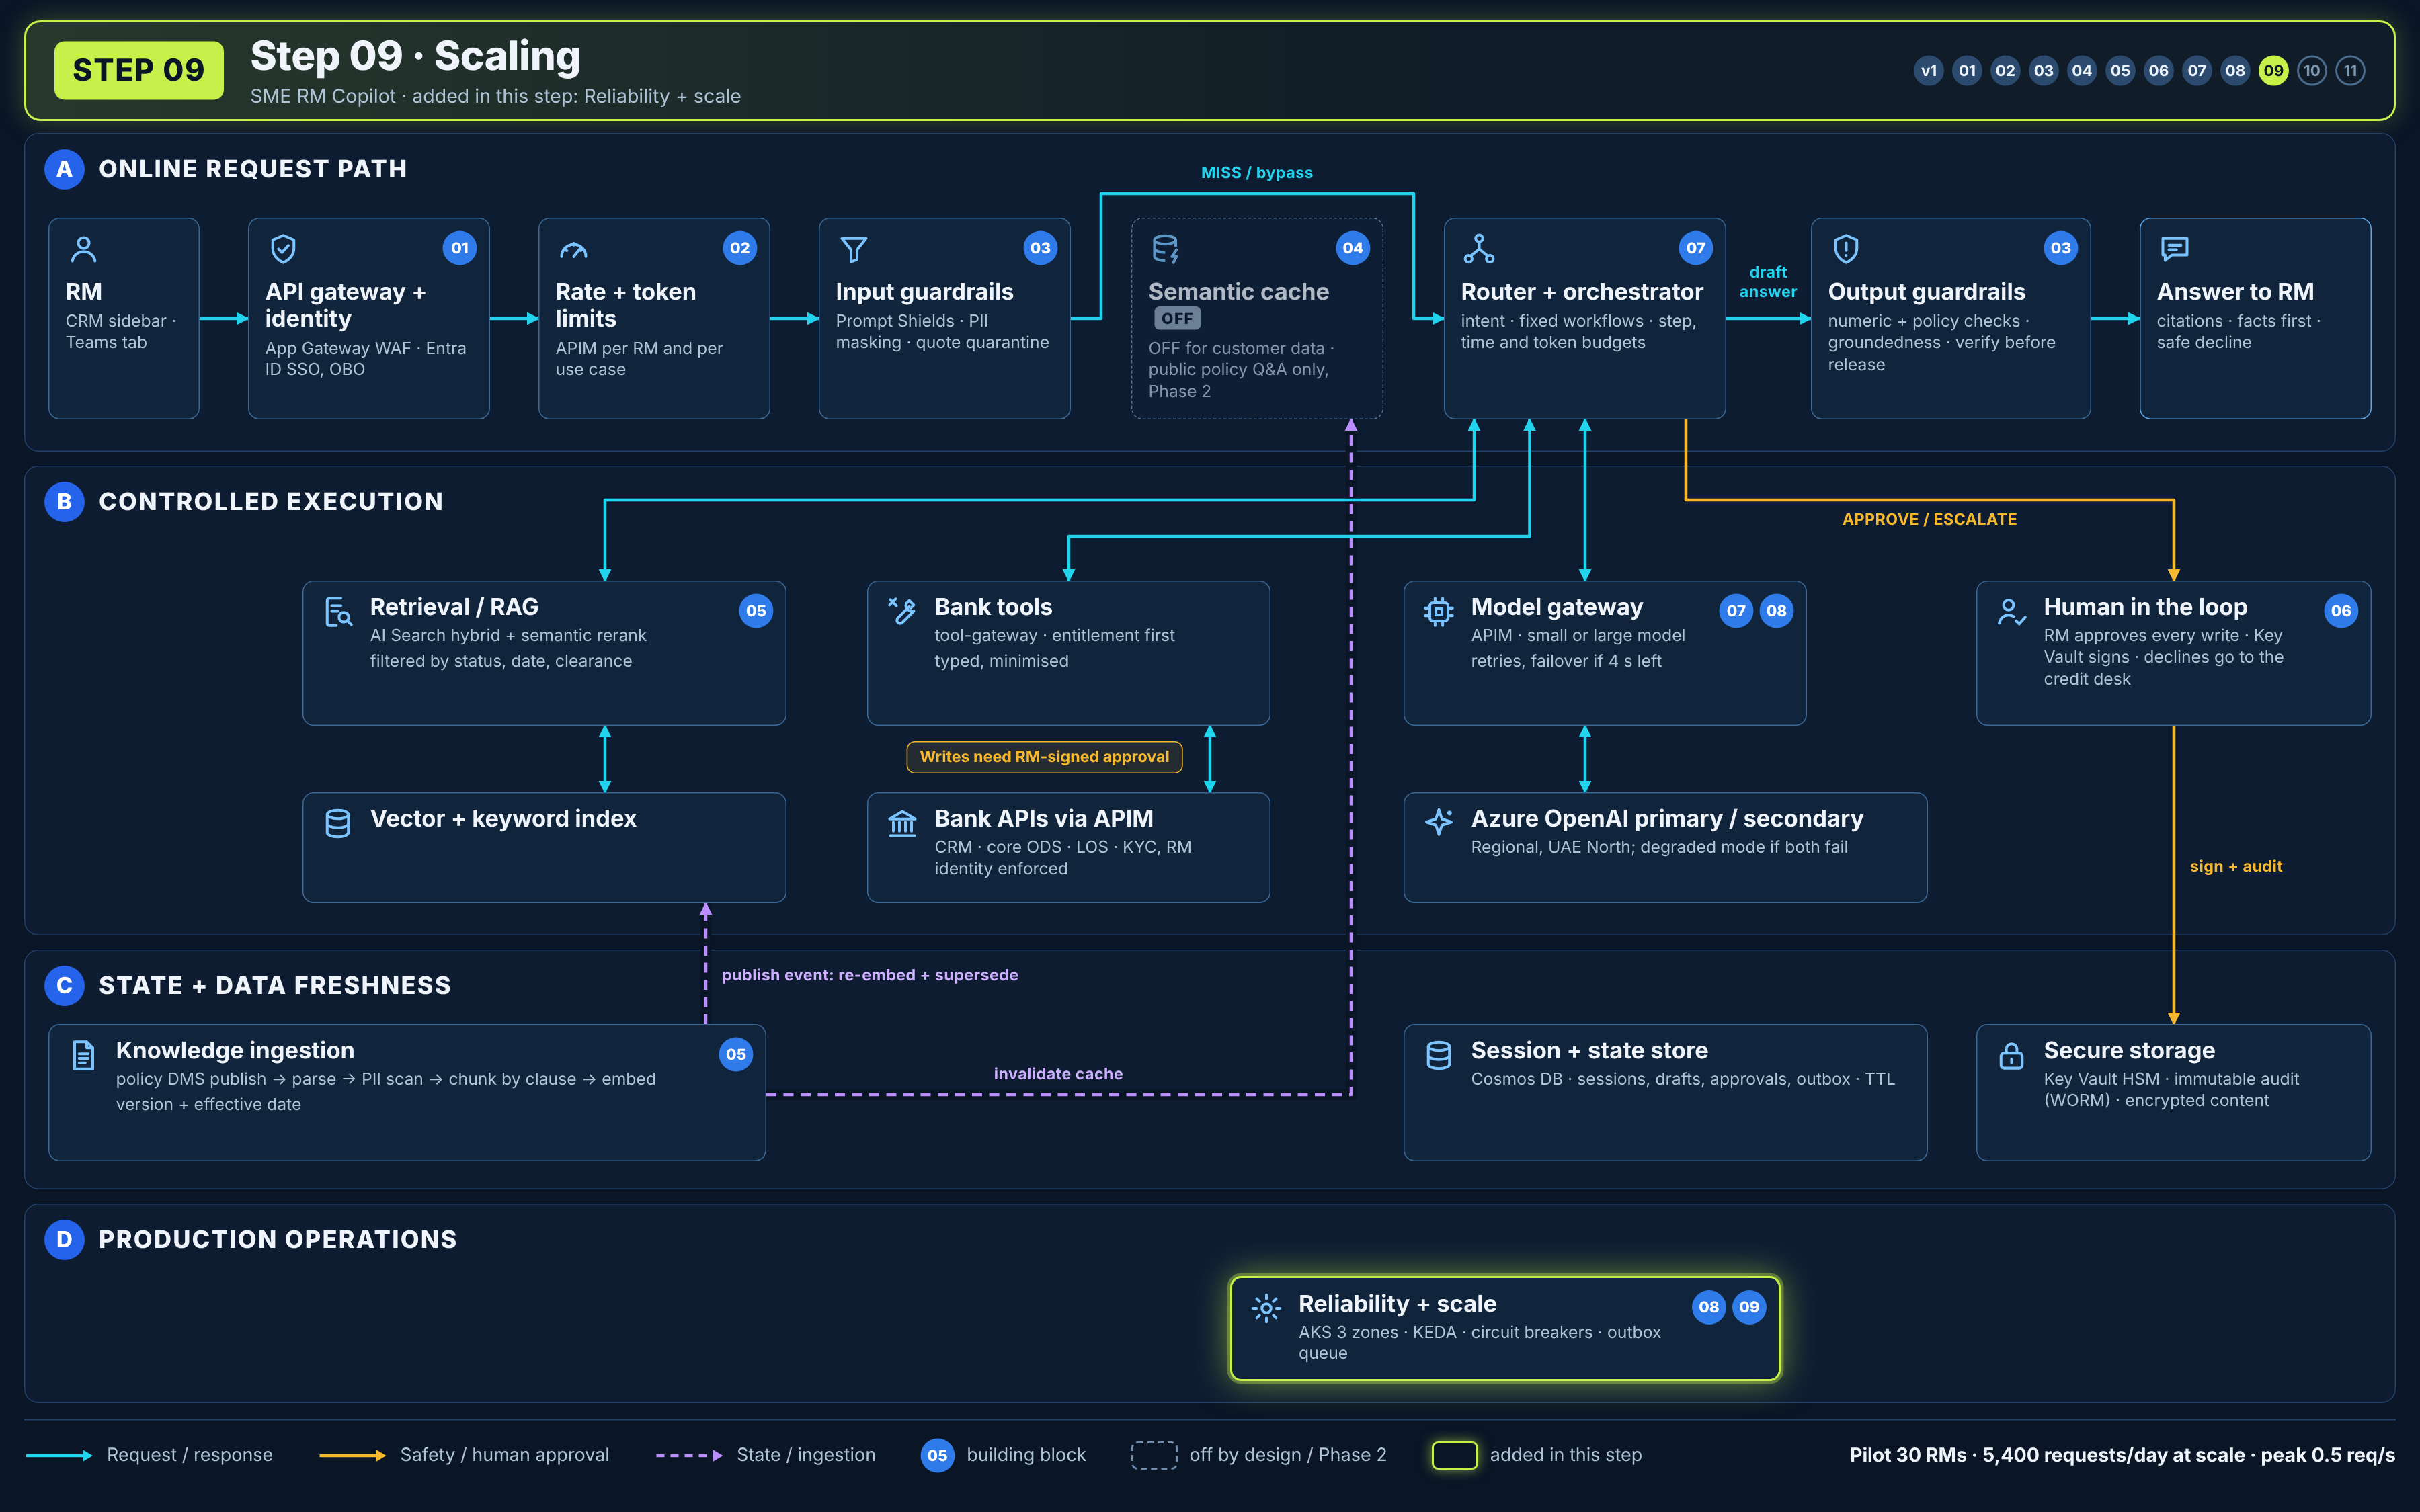 STEP 09
Step 09 · Scaling
SME RM Copilot · added in this step: Reliability + scale
v1 01 02 03 04 05 06 07 08 09 10 11
A ONLINE REQUEST PATH
MISS / bypass
RM
CRM sidebar ·
Teams tab
01
API gateway +
identity
App Gateway WAF · Entra
ID SSO, OBO
02
Rate + token
limits
APIM per RM and per
use case
03
Input guardrails
Prompt Shields · PII
masking · quote quarantine
04
Semantic cache
OFF
OFF for customer data ·
public policy Q&A only,
Phase 2
07
Router + orchestrator
intent · fixed workflows · step,
time and token budgets
draft
answer
03
Output guardrails
numeric + policy checks ·
groundedness · verify before
release
Answer to RM
citations · facts first ·
safe decline
B CONTROLLED EXECUTION
APPROVE / ESCALATE
Retrieval / RAG
05
AI Search hybrid + semantic rerank
filtered by status, date, clearance
Bank tools
tool-gateway · entitlement first
typed, minimised
Model gateway
07 08
APIM · small or large model
retries, failover if 4 s left
Human in the loop
06
RM approves every write · Key
Vault signs · declines go to the
credit desk
Writes need RM-signed approval
Vector + keyword index
Bank APIs via APIM
CRM · core ODS · LOS · KYC, RM
identity enforced
Azure OpenAI primary / secondary
Regional, UAE North; degraded mode if both fail
sign + audit
C STATE + DATA FRESHNESS
publish event: re-embed + supersede
Knowledge ingestion
05
policy DMS publish → parse → PII scan → chunk by clause → embed
version + effective date
invalidate cache
Session + state store
Cosmos DB · sessions, drafts, approvals, outbox · TTL
Secure storage
Key Vault HSM · immutable audit
(WORM) · encrypted content
D PRODUCTION OPERATIONS
Reliability + scale
08 09
AKS 3 zones · KEDA · circuit breakers · outbox
queue
Request / response
Safety / human approval
State / ingestion
05 building block
off by design / Phase 2
added in this step
Pilot 30 RMs · 5,400 requests/day at scale · peak 0.5 req/s